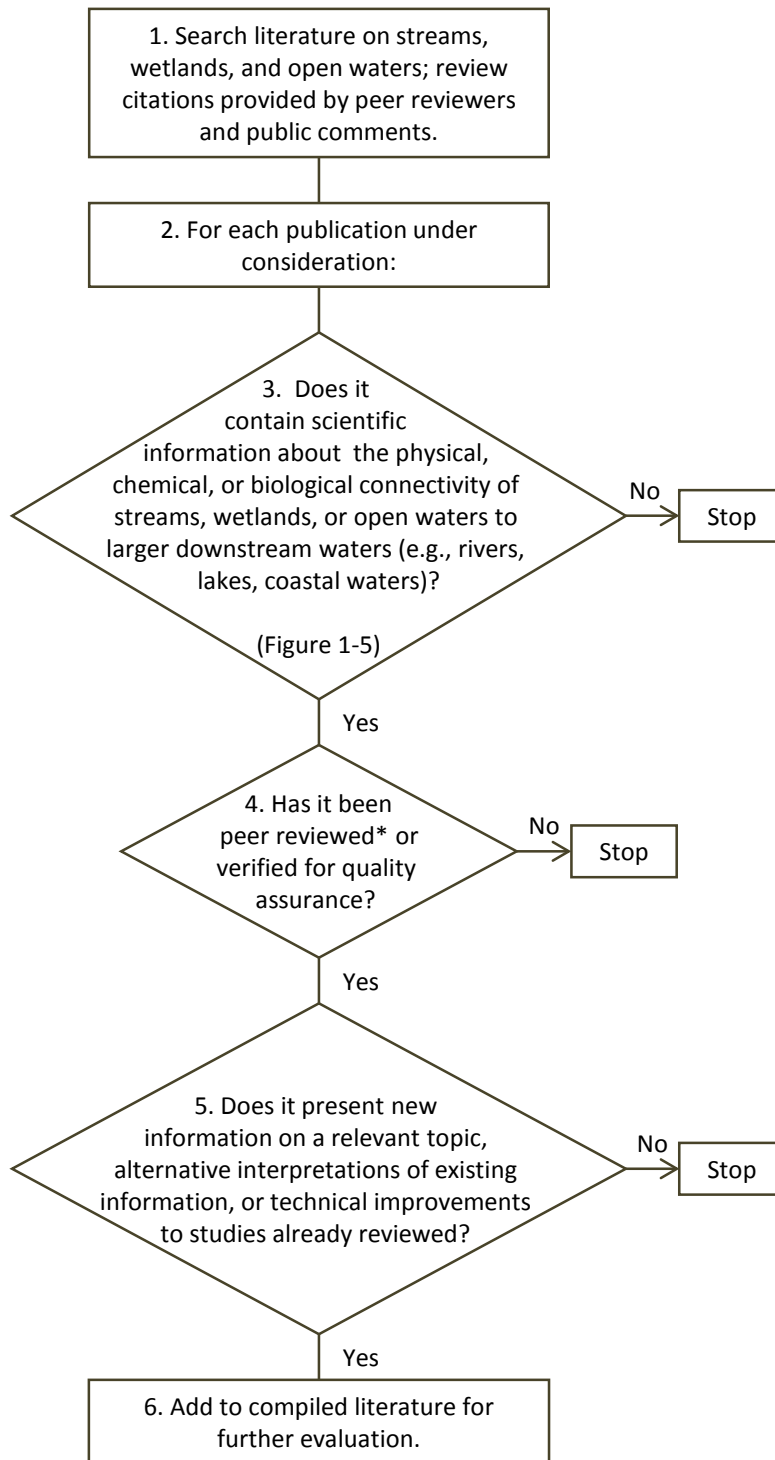 1. Search literature on streams,
wetlands, and open waters; review
citations provided by peer reviewers
and public comments.
2. For each publication under
consideration:
3. Does it
contain scientific
information about the physical,
chemical, or biological connectivity of
streams, wetlands, or open waters to
larger downstream waters (e.g., rivers,
lakes, coastal waters)?
(Figure 1-5)
No
Stop
Yes
4. Has it been
peer reviewed* or
verified for quality
assurance?
No
Stop
Yes
5. Does it present new
information on a relevant topic,
alternative interpretations of existing
information, or technical improvements
to studies already reviewed?
No
Stop
Yes
6. Add to compiled literature for
further evaluation.